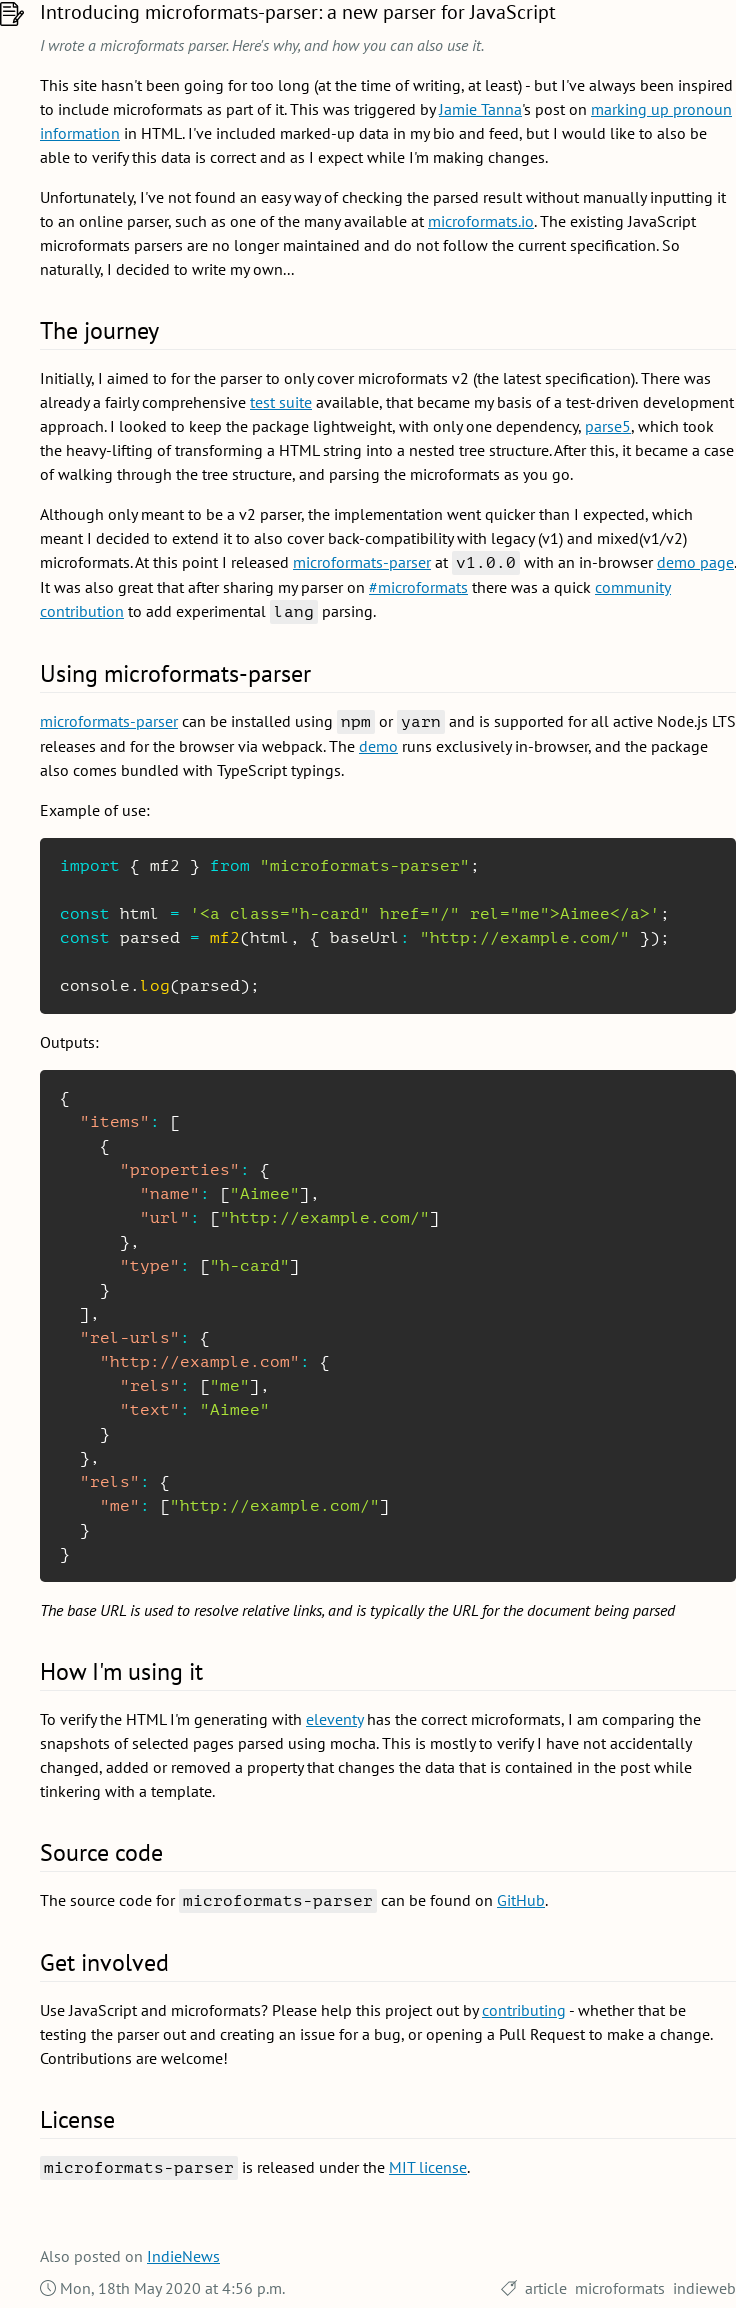 Introducing microformats-parser: a new parser for JavaScript
I wrote a microformats parser. Here's why, and how you can also use it.
This site hasn't been going for too long (at the time of writing, at least) - but I've always been inspired
to include microformats as part of it. This was triggered by Jamie Tanna's post on marking up pronoun
information in HTML. I've included marked-up data in my bio and feed, but I would like to also be
able to verify this data is correct and as I expect while I'm making changes.
Unfortunately, I've not found an easy way of checking the parsed result without manually inputting it
to an online parser, such as one of the many available at microformats.io. The existing JavaScript
microformats parsers are no longer maintained and do not follow the current specification. So
naturally, I decided to write my own...
The journey
Initially, I aimed to for the parser to only cover microformats v2 (the latest specification). There was
already a fairly comprehensive test suite available, that became my basis of a test-driven development
approach. I looked to keep the package lightweight, with only one dependency, parse5, which took
the heavy-lifting of transforming a HTML string into a nested tree structure. After this, it became a case
of walking through the tree structure, and parsing the microformats as you go.
Although only meant to be a v2 parser, the implementation went quicker than I expected, which
meant I decided to extend it to also cover back-compatibility with legacy (v1) and mixed(v1/v2)
microformats. At this point I released microformats-parser at v1.0.0 with an in-browser demo page.
It was also great that after sharing my parser on #microformats there was a quick community
contribution to add experimental lang parsing.
Using microformats-parser
microformats-parser can be installed using npm or yarn and is supported for all active Node.js LTS
releases and for the browser via webpack. The demo runs exclusively in-browser, and the package
also comes bundled with TypeScript typings.
Example of use:
import { mf2 } from "microformats-parser";
const html = '<a class="h-card" href="/" rel="me">Aimee</a>';
const parsed = mf2(html, { baseUrl: "http://example.com/" });
console.log(parsed);
Outputs:
{
  "items": [
    {
      "properties": {
        "name": ["Aimee"],
        "url": ["http://example.com/"]
      },
      "type": ["h-card"]
    }
  ],
  "rel-urls": {
    "http://example.com": {
      "rels": ["me"],
      "text": "Aimee"
    }
  },
  "rels": {
    "me": ["http://example.com/"]
  }
}
The base URL is used to resolve relative links, and is typically the URL for the document being parsed
How I'm using it
To verify the HTML I'm generating with eleventy has the correct microformats, I am comparing the
snapshots of selected pages parsed using mocha. This is mostly to verify I have not accidentally
changed, added or removed a property that changes the data that is contained in the post while
tinkering with a template.
Source code
The source code for microformats-parser can be found on GitHub.
Get involved
Use JavaScript and microformats? Please help this project out by contributing - whether that be
testing the parser out and creating an issue for a bug, or opening a Pull Request to make a change.
Contributions are welcome!
License
microformats-parser is released under the MIT license.
Also posted on IndieNews
Mon, 18th May 2020 at 4:56 p.m. article microformats indieweb